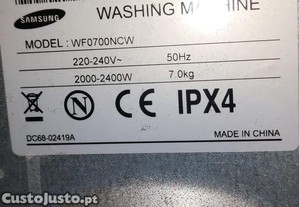 SAMSUNG
WASHING MACHINE
MODEL : WF0700NCW
220-240V~ 50Hz
2000-2400W 7.0kg
N CE IPX4
DC68-02419A MADE IN CHINA
CustoJusto.pt